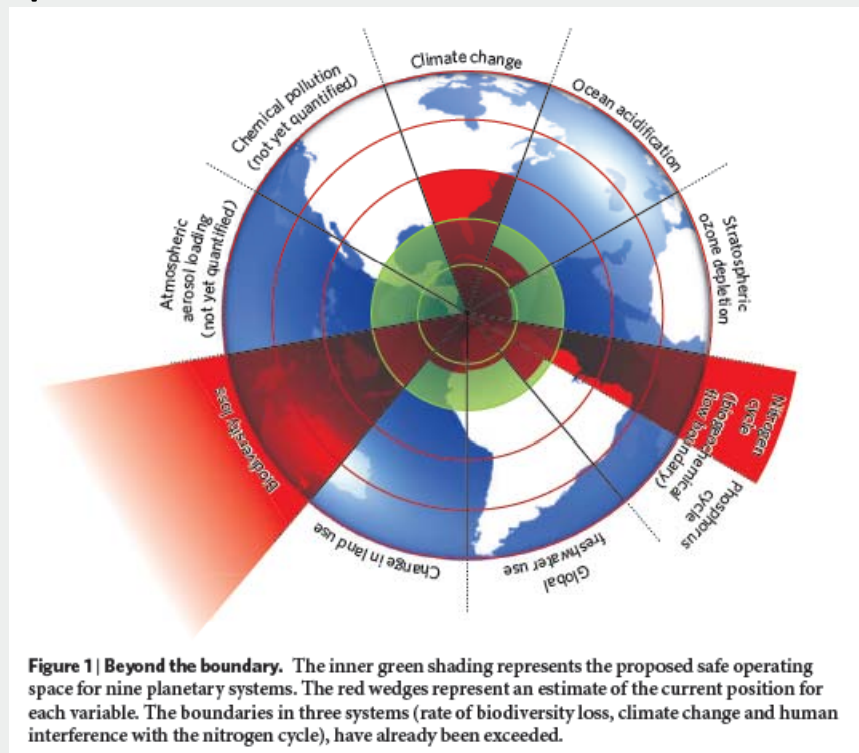 Climate change
Ocean acidification
Stratospheric
ozone depletion
Nitrogen
cycle
(biogeochemical
flow boundary)
Phosphorus
cycle
Global
freshwater use
Change in land use
Biodiversity loss
Atmospheric
aerosol loading
(not yet quantified)
Chemical pollution
(not yet quantified)
Figure 1 | Beyond the boundary. The inner green shading represents the proposed safe operating
space for nine planetary systems. The red wedges represent an estimate of the current position for
each variable. The boundaries in three systems (rate of biodiversity loss, climate change and human
interference with the nitrogen cycle), have already been exceeded.